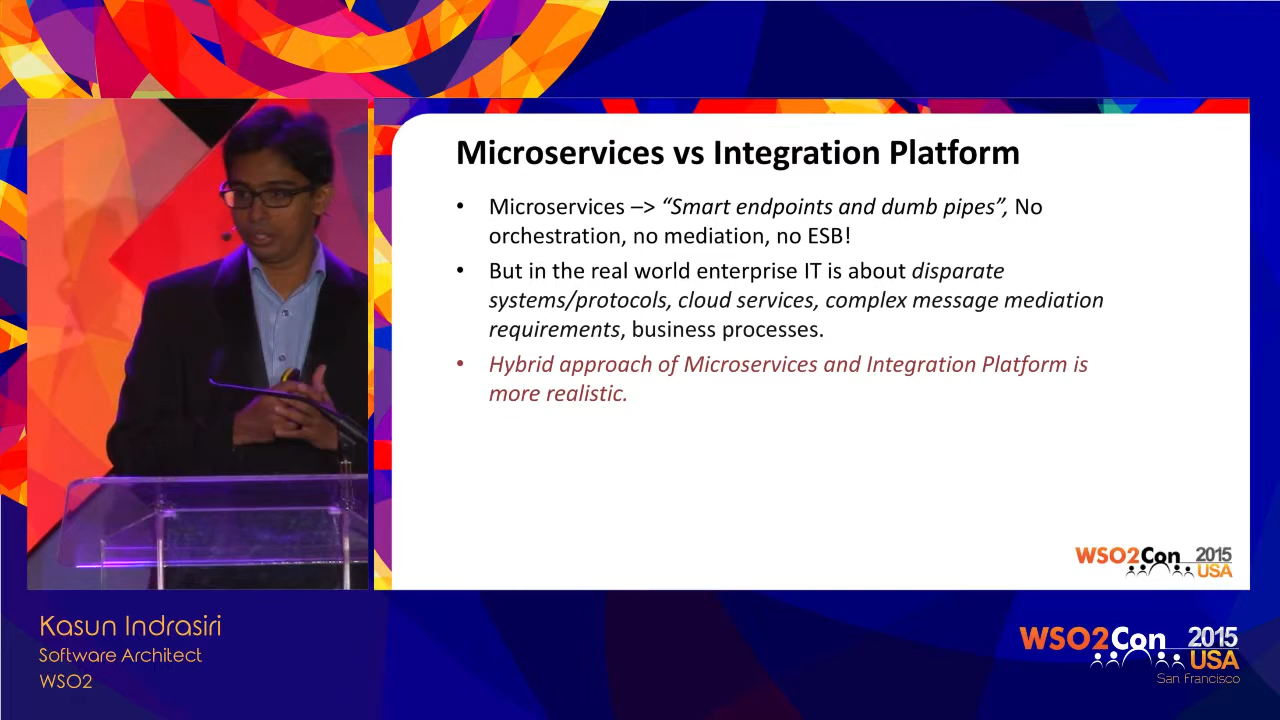 Microservices vs Integration Platform
• Microservices –> “Smart endpoints and dumb pipes”, No
orchestration, no mediation, no ESB!
• But in the real world enterprise IT is about disparate
systems/protocols, cloud services, complex message mediation
requirements, business processes.
• Hybrid approach of Microservices and Integration Platform is
more realistic.
WSO2Con 2015
USA
Kasun Indrasiri
Software Architect
WSO2
WSO2Con 2015
USA
San Francisco